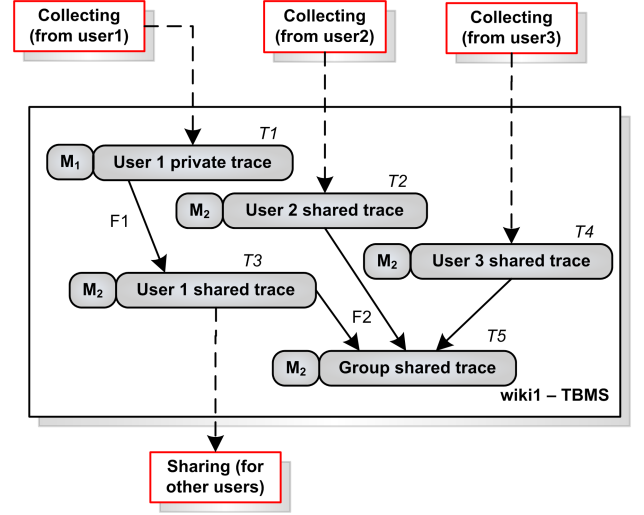 Collecting
(from user1)
Collecting
(from user2)
Collecting
(from user3)
T1
M1 User 1 private trace
T2
M2 User 2 shared trace
F1
T4
M2 User 3 shared trace
T3
M2 User 1 shared trace
F2
T5
M2 Group shared trace
wiki1 – TBMS
Sharing (for
other users)